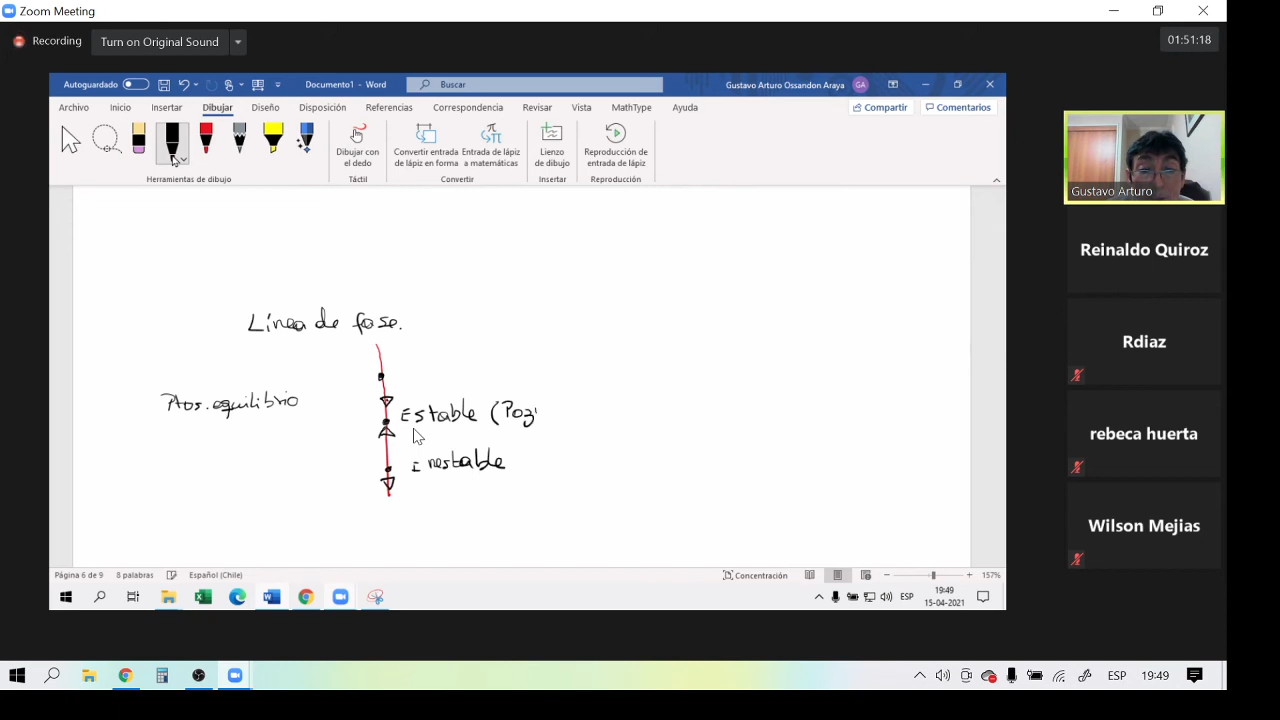 Zoom Meeting
Recording
Turn on Original Sound
01:51:18
Autoguardado
Documento1 - Word
Buscar
Gustavo Arturo Ossandon Araya
GA
Archivo Inicio Insertar Dibujar Diseño Disposición Referencias Correspondencia Revisar Vista MathType Ayuda
Compartir
Comentarios
Dibujar con
el dedo
Convertir entrada
de lápiz en forma
Entrada de lápiz
a matemáticas
Lienzo
de dibujo
Reproducción de
entrada de lápiz
Herramientas de dibujo
Táctil
Convertir
Insertar
Reproducción
Línea de fase.
Ptos. equilibrio
Estable (Poz
Inestable
Gustavo Arturo
Reinaldo Quiroz
Rdiaz
rebeca huerta
Wilson Mejias
Página 6 de 9
8 palabras
Español (Chile)
Concentración
157%
ESP
19:49
15-04-2021
ESP
19:49